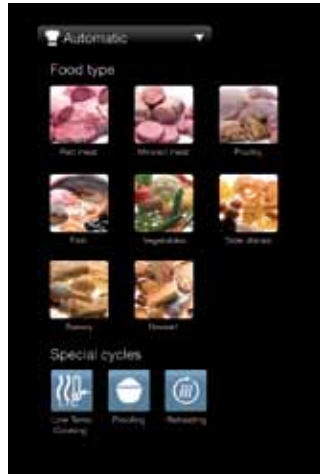 Automatic
Food type
Red meat
Minced meat
Poultry
Fish
Vegetables
Side dishes
Bakery
Dessert
Special cycles
Low Temp.
Cooking
Proofing
Reheating